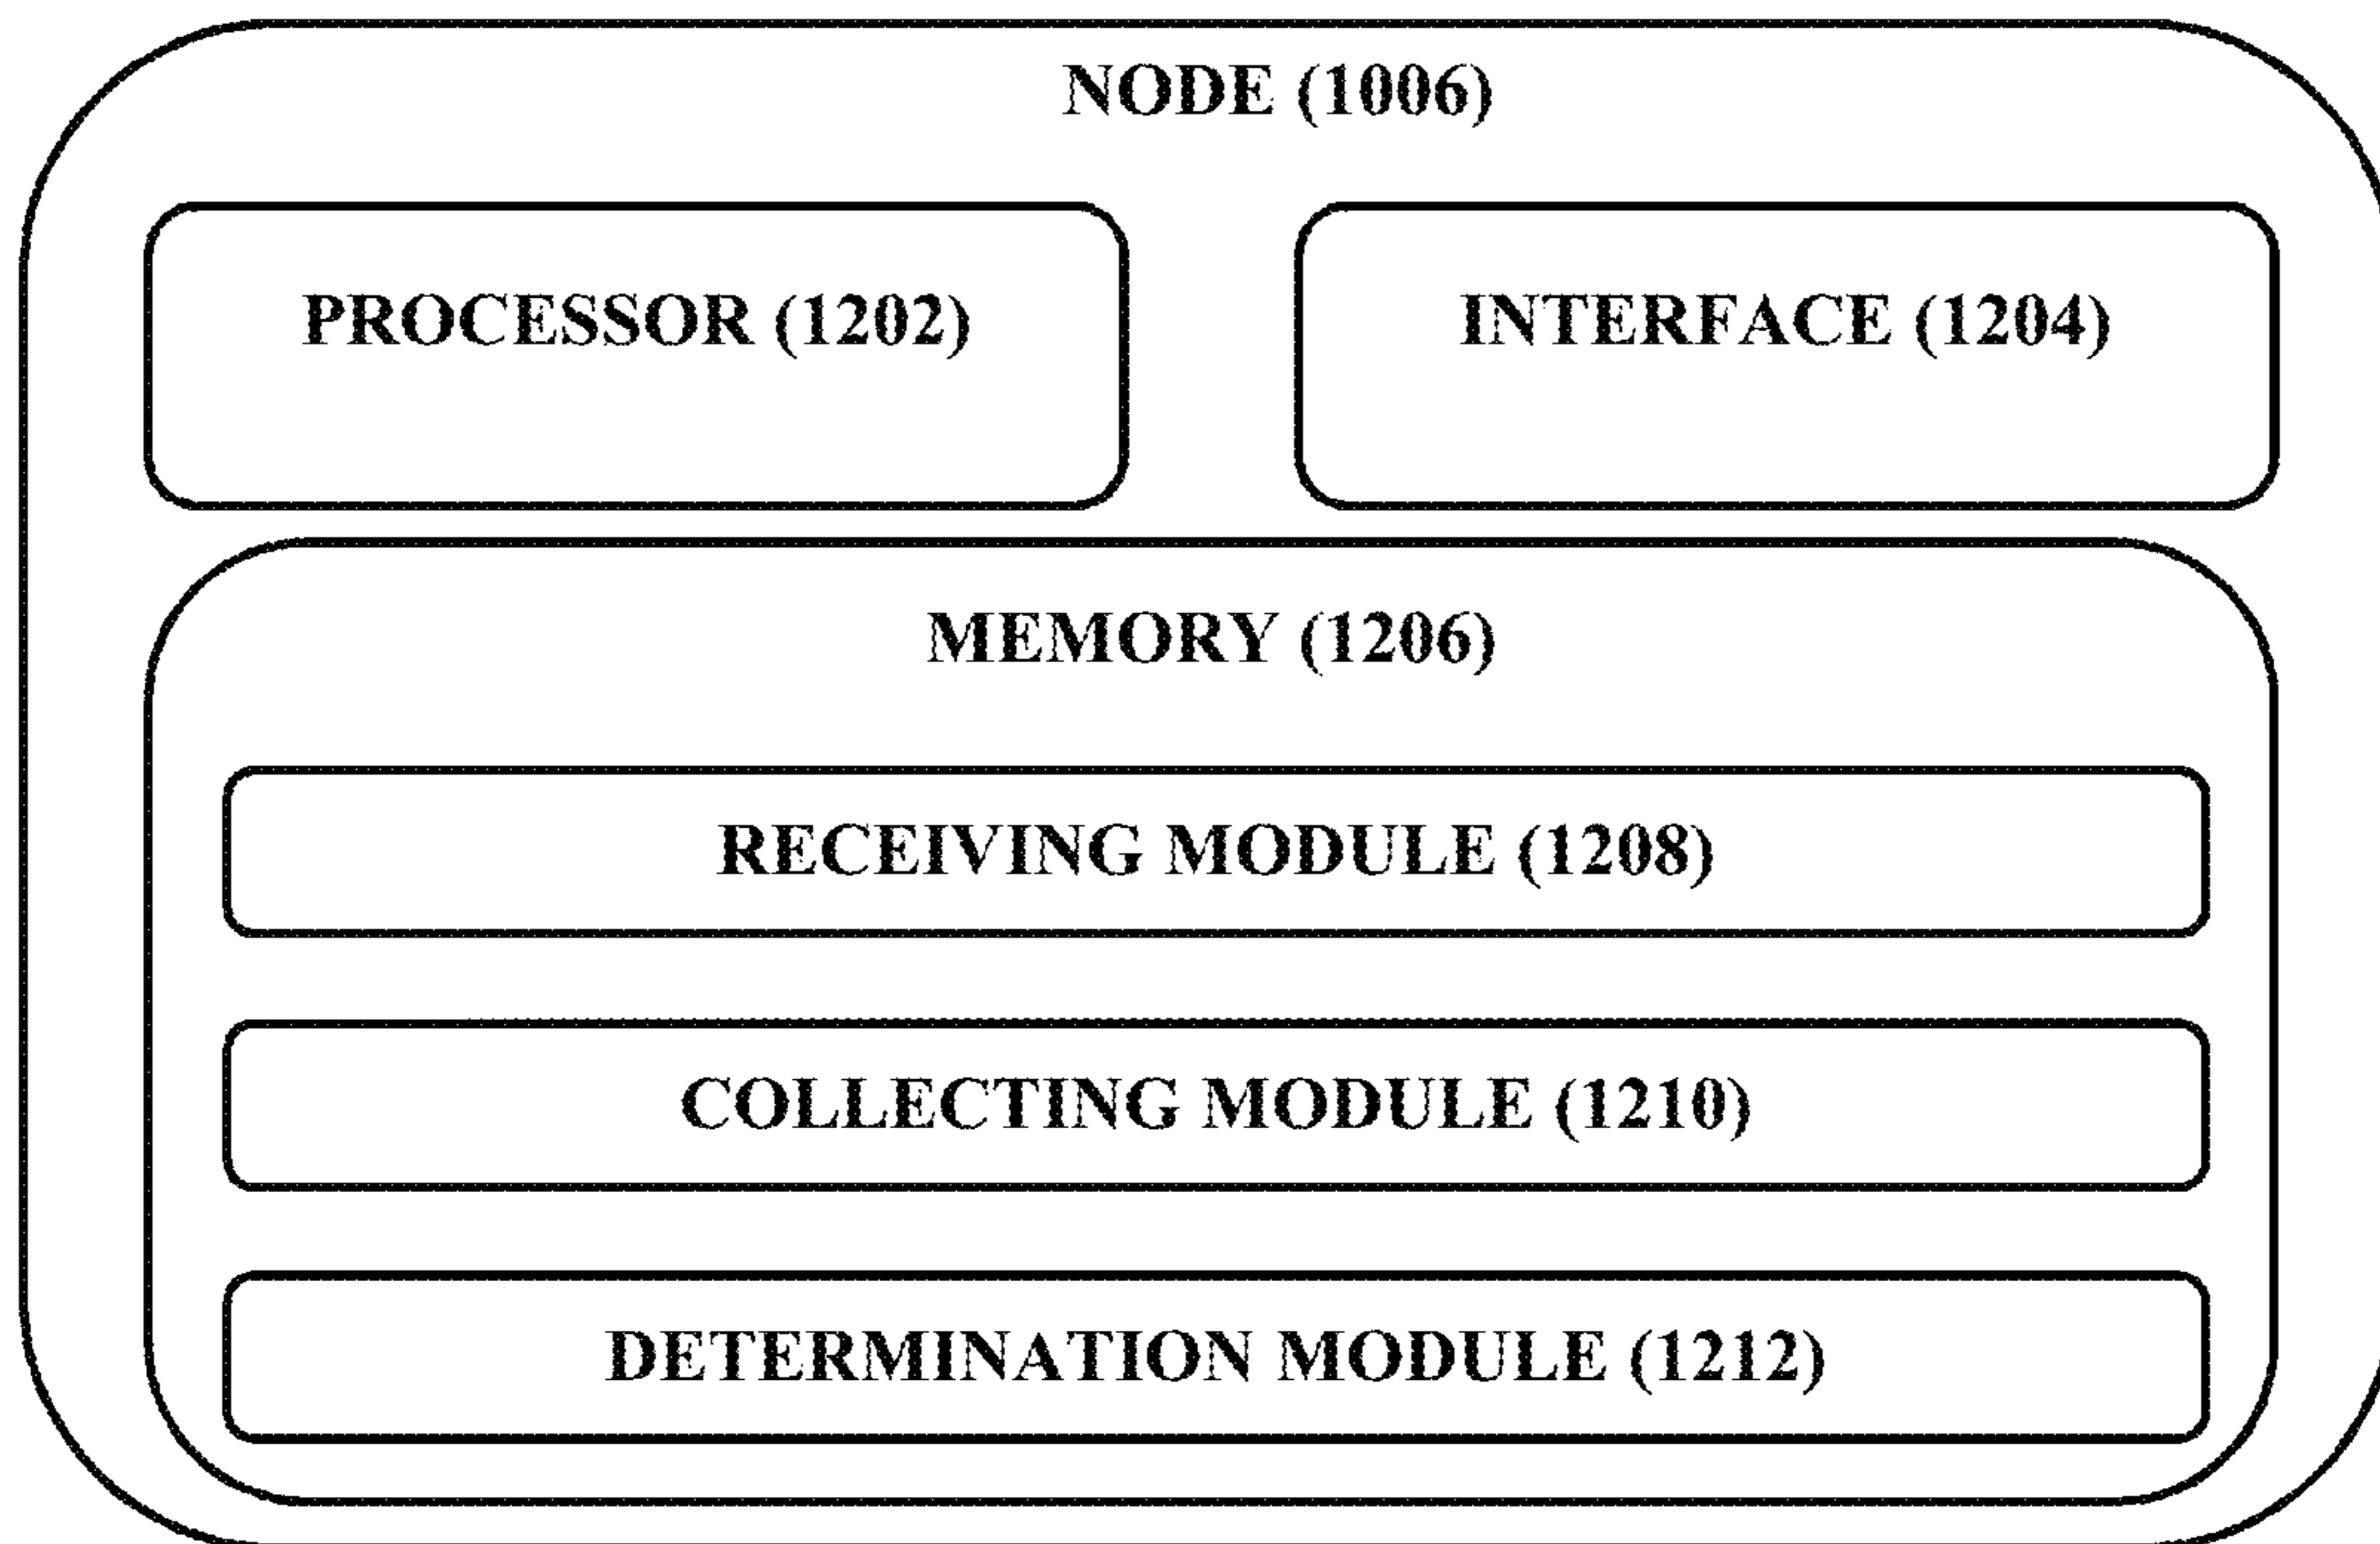 NODE (1006)
PROCESSOR (1202)
INTERFACE (1204)
MEMORY (1206)
RECEIVING MODULE (1208)
COLLECTING MODULE (1210)
DETERMINATION MODULE (1212)